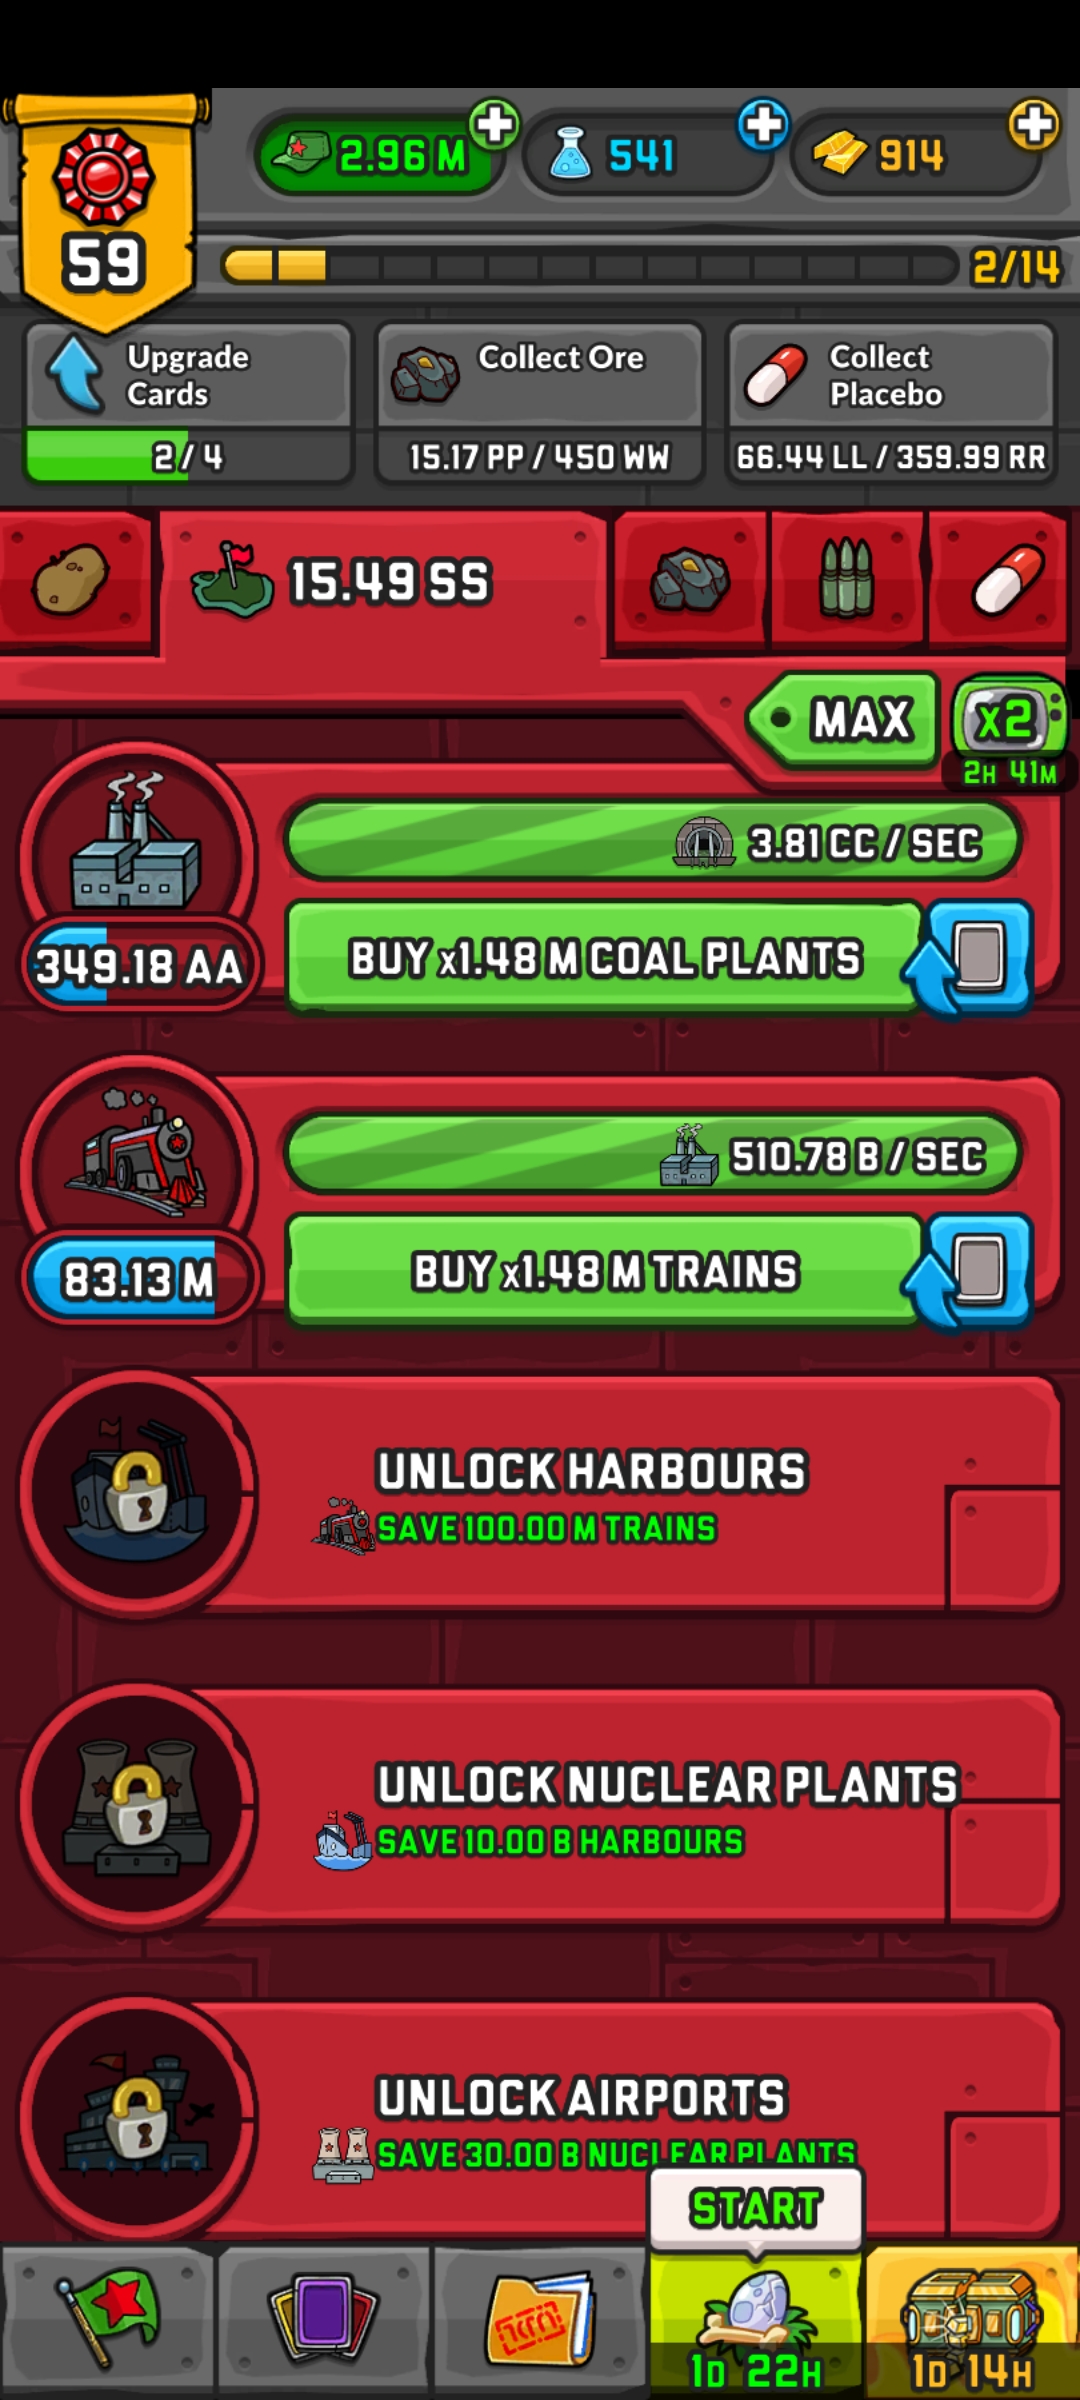 2.96 M
541
914
59
2/14
Upgrade
Cards
2/4
Collect Ore
15.17 PP / 450 WW
Collect
Placebo
66.44 LL / 359.99 RR
15.49 SS
MAX
x2
2H 41M
3.81 CC / SEC
349.18 AA
BUY x1.48 M COAL PLANTS
510.78 B / SEC
83.13 M
BUY x1.48 M TRAINS
UNLOCK HARBOURS
SAVE 100.00 M TRAINS
UNLOCK NUCLEAR PLANTS
SAVE 10.00 B HARBOURS
UNLOCK AIRPORTS
SAVE 30.00 B NUCLEAR PLANTS
START
1D 22H
1D 14H